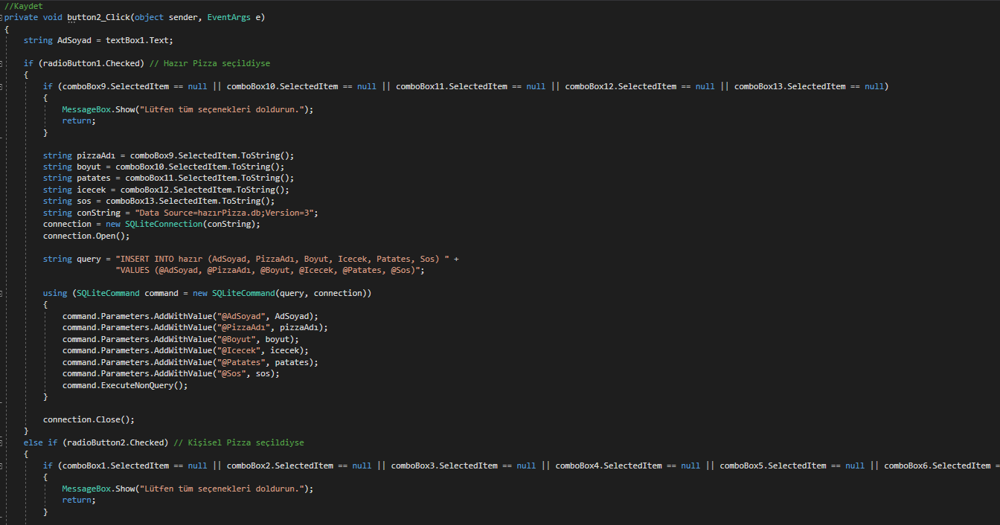 //Kaydet
private void button2_Click(object sender, EventArgs e)
{
string AdSoyad = textBox1.Text;
if (radioButton1.Checked) // Hazır Pizza seçildiyse
{
if (comboBox9.SelectedItem == null || comboBox10.SelectedItem == null || comboBox11.SelectedItem == null || comboBox12.SelectedItem == null || comboBox13.SelectedItem == null)
{
MessageBox.Show("Lütfen tüm seçenekleri doldurun.");
return;
}
string pizzaAdı = comboBox9.SelectedItem.ToString();
string boyut = comboBox10.SelectedItem.ToString();
string patates = comboBox11.SelectedItem.ToString();
string icecek = comboBox12.SelectedItem.ToString();
string sos = comboBox13.SelectedItem.ToString();
string conString = "Data Source=hazırPizza.db;Version=3";
connection = new SQLiteConnection(conString);
connection.Open();
string query = "INSERT INTO hazır (AdSoyad, PizzaAdı, Boyut, Icecek, Patates, Sos) " +
"VALUES (@AdSoyad, @PizzaAdı, @Boyut, @Icecek, @Patates, @Sos)";
using (SQLiteCommand command = new SQLiteCommand(query, connection))
{
command.Parameters.AddWithValue("@AdSoyad", AdSoyad);
command.Parameters.AddWithValue("@PizzaAdı", pizzaAdı);
command.Parameters.AddWithValue("@Boyut", boyut);
command.Parameters.AddWithValue("@Icecek", icecek);
command.Parameters.AddWithValue("@Patates", patates);
command.Parameters.AddWithValue("@Sos", sos);
command.ExecuteNonQuery();
}
connection.Close();
}
else if (radioButton2.Checked) // Kişisel Pizza seçildiyse
{
if (comboBox1.SelectedItem == null || comboBox2.SelectedItem == null || comboBox3.SelectedItem == null || comboBox4.SelectedItem == null || comboBox5.SelectedItem == null || comboBox6.SelectedItem =
{
MessageBox.Show("Lütfen tüm seçenekleri doldurun.");
return;
}